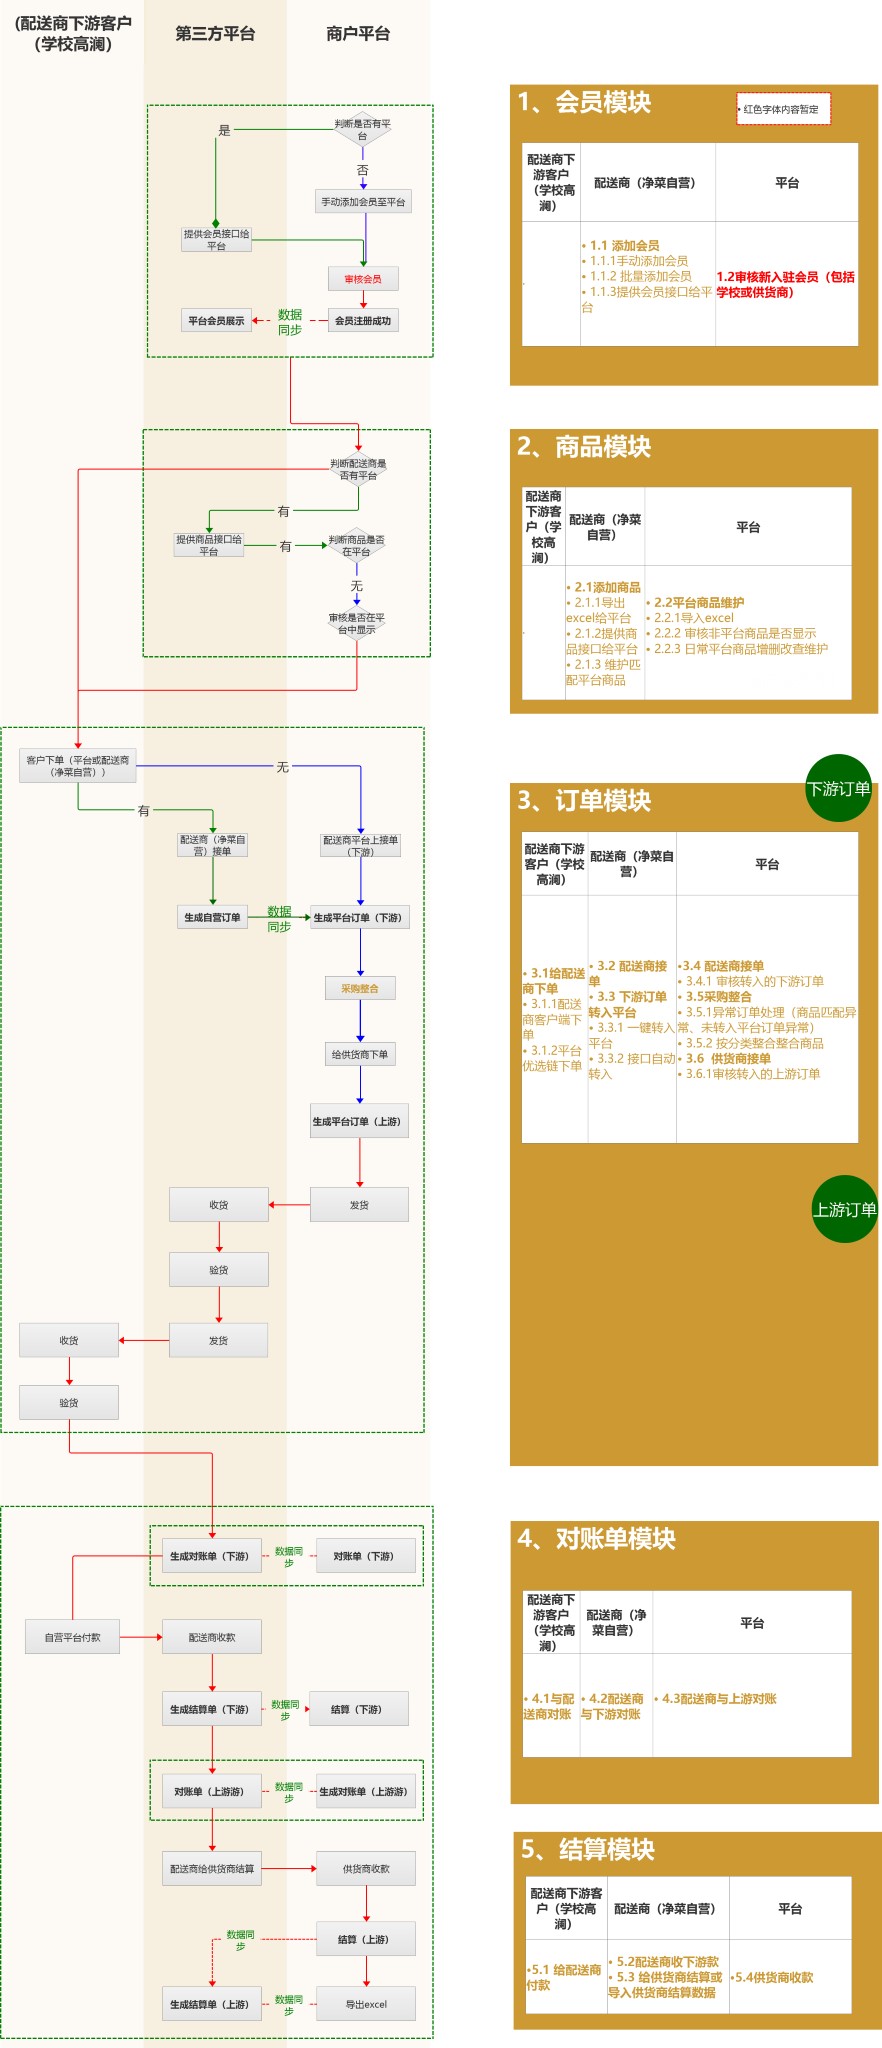 (配送商下游客户
（学校高澜）
第三方平台
商户平台
判断是否有平
台
是
否
手动添加会员至平台
提供会员接口给
平台
审核会员
平台会员展示
数据
同步
会员注册成功
判断配送商是
否有平台
有
提供商品接口给
平台
有
判断商品是否
在平台
无
审核是否在平
台中显示
客户下单（平台或配送商
（净菜自营））
无
有
配送商（净菜自
营）接单
配送商平台上接单
（下游）
生成自营订单
数据
同步
生成平台订单（下游）
采购整合
给供货商下单
生成平台订单（上游）
收货
发货
验货
收货
发货
验货
生成对账单（下游）
数据同
步
对账单（下游）
自营平台付款
配送商收款
生成结算单（下游）
数据同
步
结算（下游）
对账单（上游游）
数据同
步
生成对账单（上游游）
配送商给供货商结算
供货商收款
数据同
步
结算（上游）
生成结算单（上游）
数据同
步
导出excel
1、会员模块
• 红色字体内容暂定
配送商下
游客户
（学校高
澜）
配送商（净菜自营）
平台
• 1.1 添加会员
• 1.1.1手动添加会员
• 1.1.2 批量添加会员
• 1.1.3提供会员接口给平
台
1.2审核新入驻会员（包括
学校或供货商）
2、商品模块
配送商
下游客
户（学
校高
澜）
配送商（净菜
自营）
平台
• 2.1添加商品
• 2.1.1导出
excel给平台
• 2.1.2提供商
品接口给平台
• 2.1.3 维护匹
配平台商品
• 2.2平台商品维护
• 2.2.1导入excel
• 2.2.2 审核非平台商品是否显示
• 2.2.3 日常平台商品增删改查维护
下游订单
3、订单模块
配送商下游
客户（学校
高澜）
配送商（净菜自
营）
平台
• 3.1给配送
商下单
• 3.1.1配送
商客户端下
单
• 3.1.2平台
优选链下单
• 3.2 配送商接
单
• 3.3 下游订单
转入平台
• 3.3.1 一键转入
平台
• 3.3.2 接口自动
转入
•3.4 配送商接单
• 3.4.1 审核转入的下游订单
• 3.5采购整合
• 3.5.1异常订单处理（商品匹配异
常、未转入平台订单异常）
• 3.5.2 按分类整合整合商品
• 3.6 供货商接单
• 3.6.1审核转入的上游订单
上游订单
4、对账单模块
配送商下
游客户
（学校高
澜）
配送商（净
菜自营）
平台
• 4.1与配
送商对账
• 4.2配送商
与下游对账
• 4.3配送商与上游对账
5、结算模块
配送商下游客
户（学校高
澜）
配送商（净菜自营）
平台
•5.1 给配送商
付款
• 5.2配送商收下游款
• 5.3 给供货商结算或
导入供货商结算数据
•5.4供货商收款